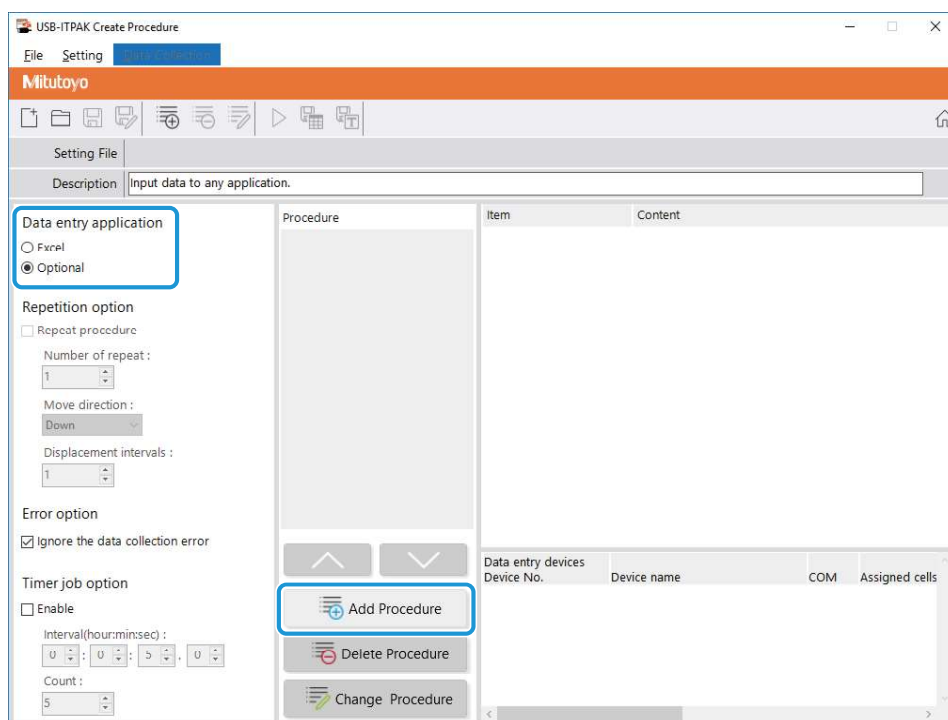 USB-ITPAK Create Procedure
File Setting Data Collection
Mitutoyo
Setting File
Description Input data to any application.
Data entry application
Excel
Optional
Repetition option
Repeat procedure
Number of repeat :
1
Move direction :
Down
Displacement intervals :
1
Error option
Ignore the data collection error
Timer job option
Enable
Interval(hour:min:sec) :
0 : 0 : 5 . 0
Count :
5
Procedure
Add Procedure
Delete Procedure
Change Procedure
Item Content
Data entry devices
Device No. Device name COM Assigned cells